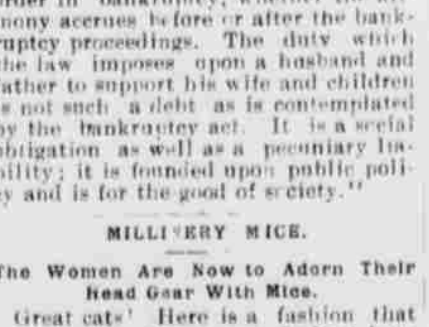 mony accrues before or after the bank-
ruptcy proceedings. The duty which
the law imposes upon a husband and
father to support his wife and children
is not such a debt as is contemplated
by the bankruptcy act. It is a social
obligation as well as a pecuniary lia-
bility; it is founded upon public poli-
cy and is for the good of society."
MILLINERY MICE.
The Women Are Now to Adorn Their
Head Gear With Mice.
Great cats! Here is a fashion that